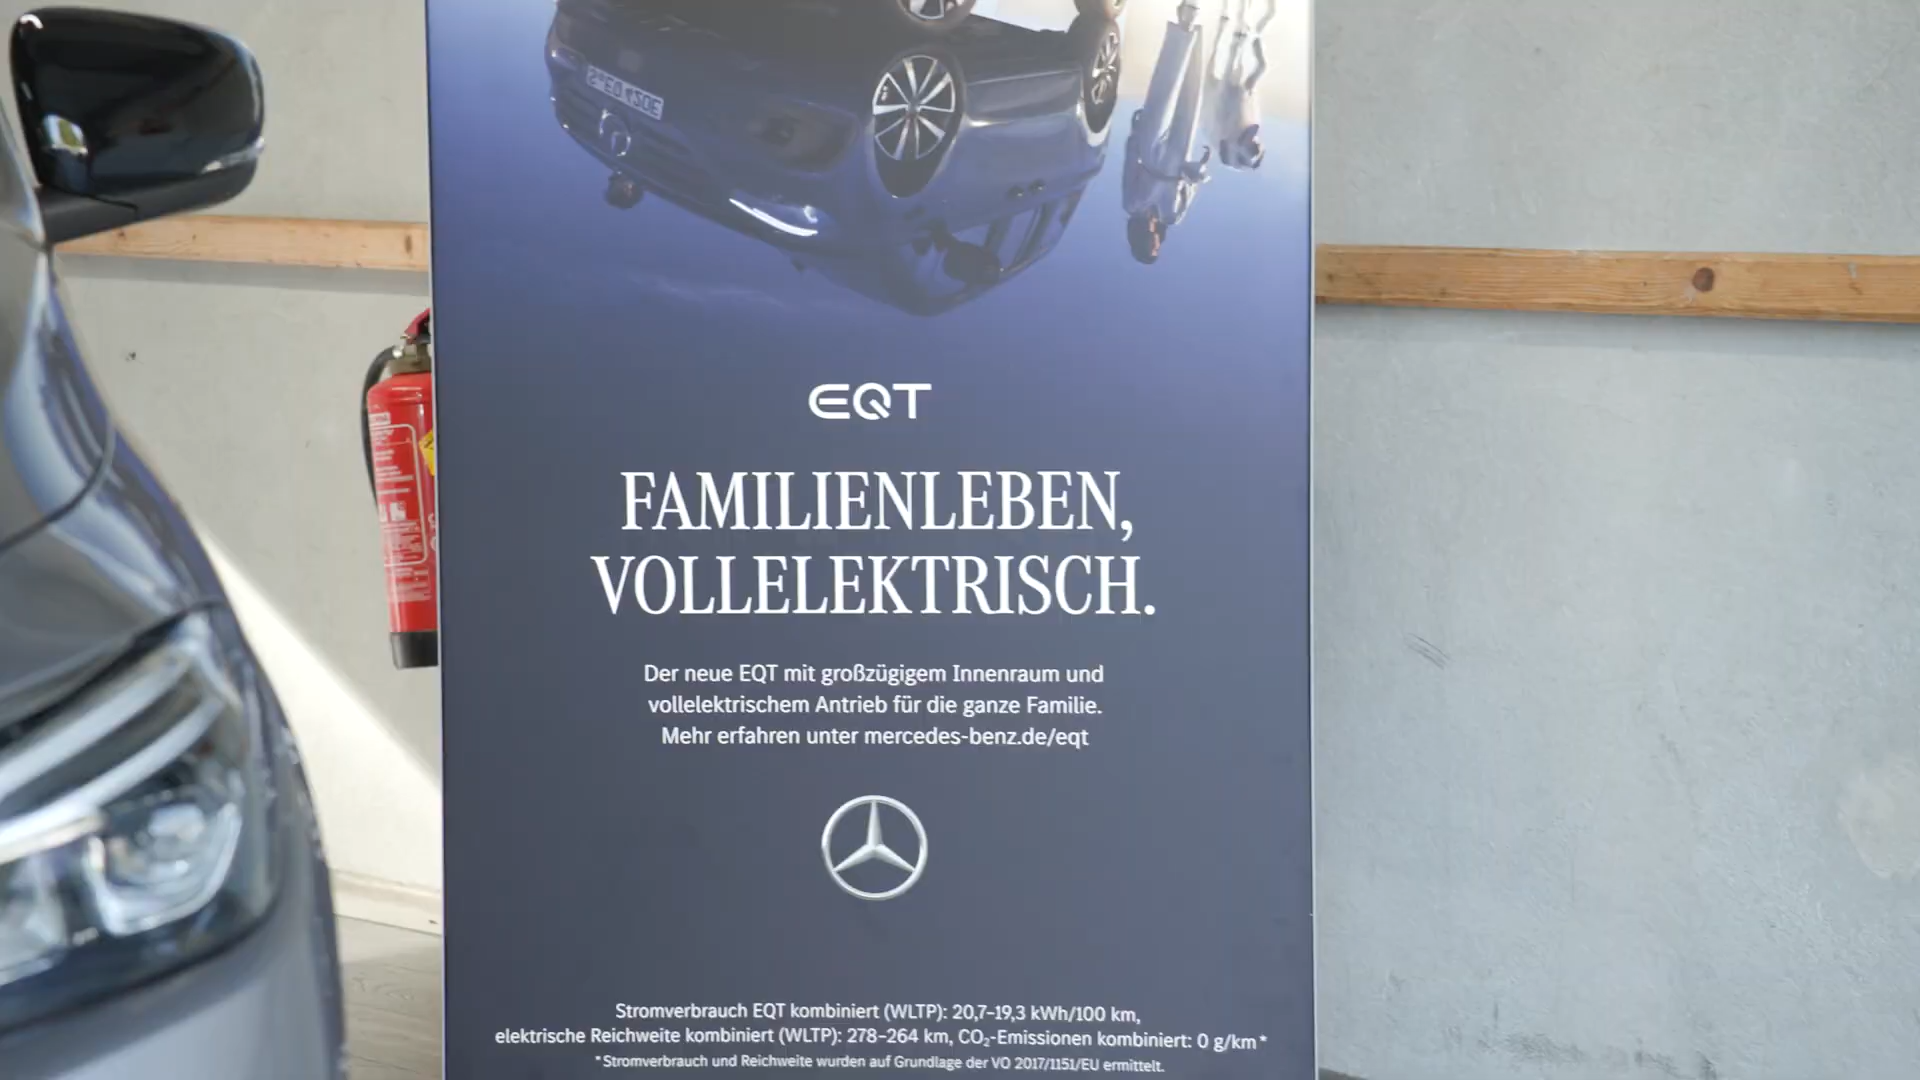 EQT
FAMILIENLEBEN,
VOLLELEKTRISCH.
Der neue EQT mit großzügigem Innenraum und
vollelektrischem Antrieb für die ganze Familie.
Mehr erfahren unter mercedes-benz.de/eqt
Stromverbrauch EQT kombiniert (WLTP): 20,7–19,3 kWh/100 km,
elektrische Reichweite kombiniert (WLTP): 278–264 km, CO₂-Emissionen kombiniert: 0 g/km*
*Stromverbrauch und Reichweite wurden auf Grundlage der VO 2017/1151/EU ermittelt.